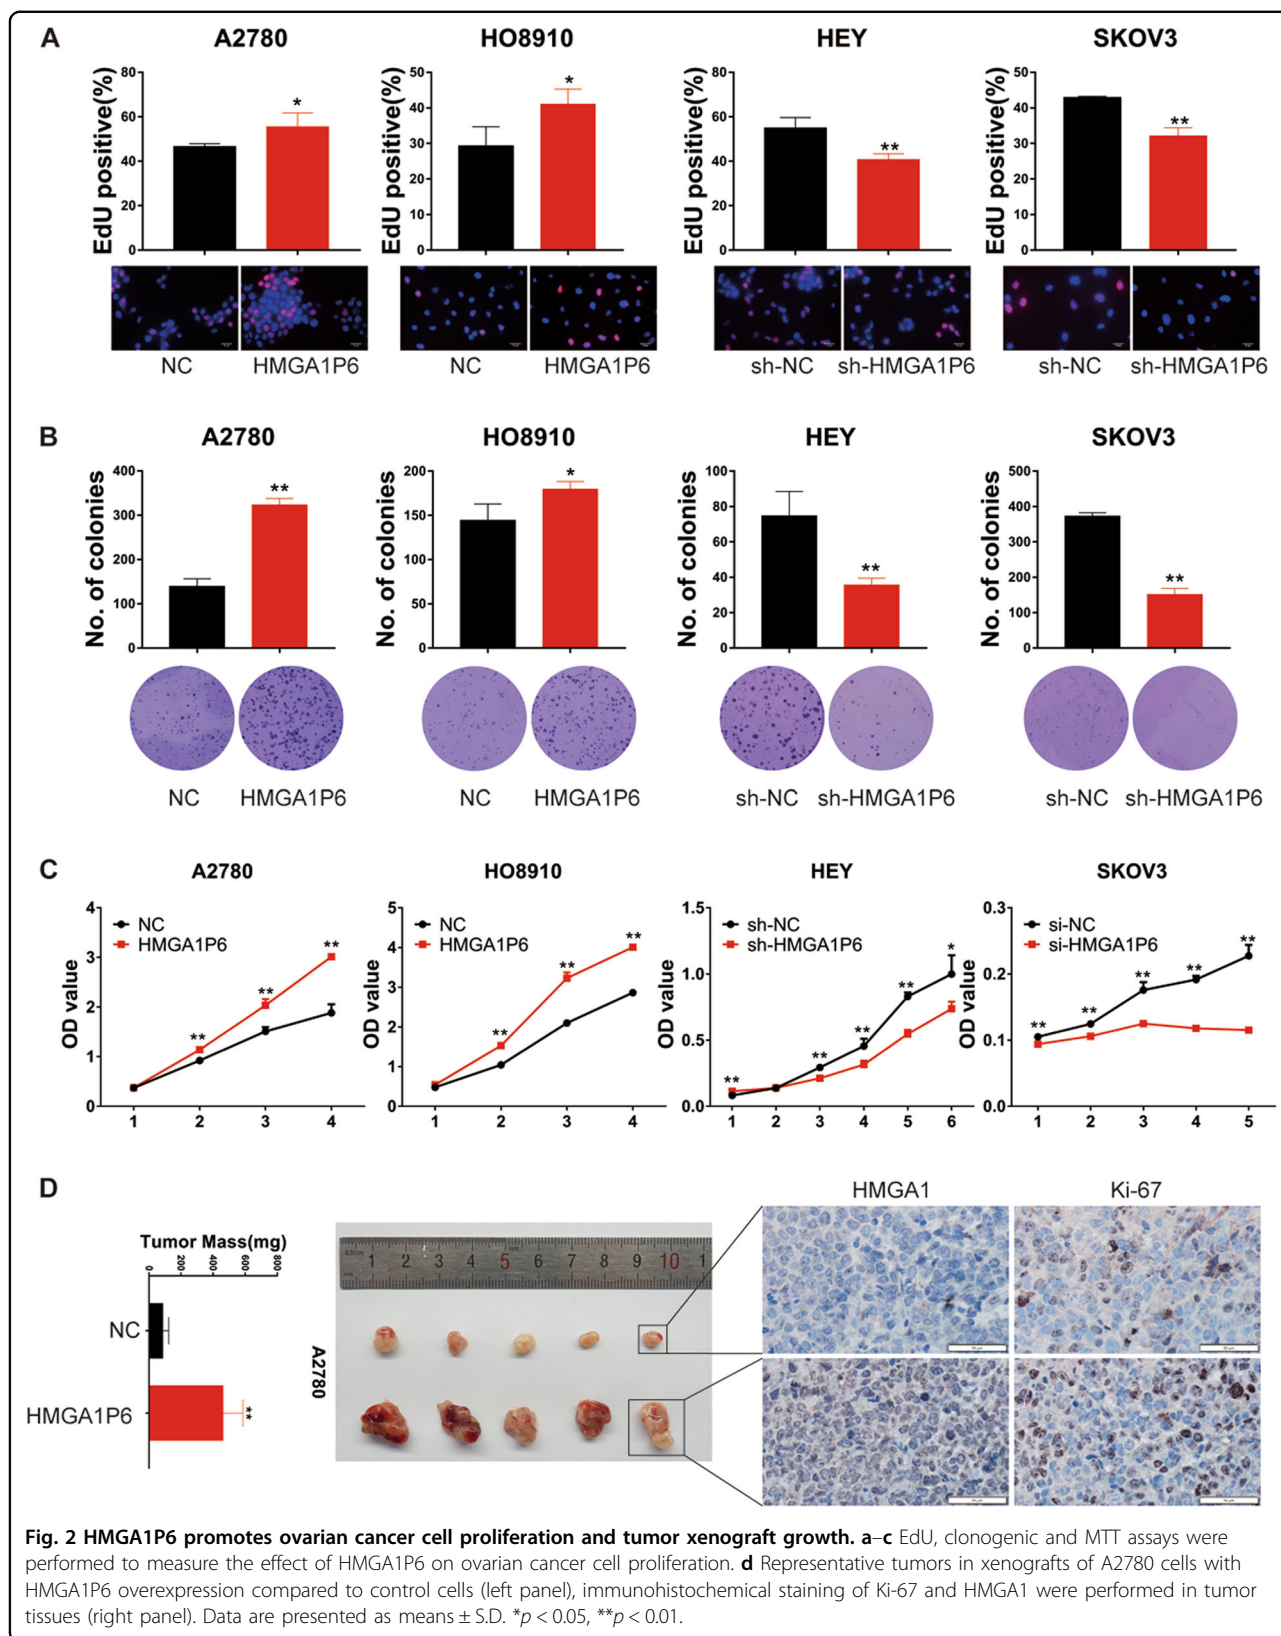 A
A2780
HO8910
HEY
SKOV3
EdU positive(%)
80
60
40
20
0
*
EdU positive(%)
50
40
30
20
10
0
*
EdU positive(%)
80
60
40
20
0
**
EdU positive(%)
50
40
30
20
10
0
**
NC HMGA1P6
NC HMGA1P6
sh-NC sh-HMGA1P6
sh-NC sh-HMGA1P6
B
A2780
HO8910
HEY
SKOV3
No. of colonies
400
300
200
100
0
**
No. of colonies
200
150
100
50
0
*
No. of colonies
100
80
60
40
20
0
**
No. of colonies
500
400
300
200
100
0
**
NC HMGA1P6
NC HMGA1P6
sh-NC sh-HMGA1P6
sh-NC sh-HMGA1P6
C
A2780
HO8910
HEY
SKOV3
OD value
4
3
2
1
0
NC
HMGA1P6
** ** **
1 2 3 4
OD value
5
4
3
2
1
0
NC
HMGA1P6
** ** **
1 2 3 4
OD value
1.5
1.0
0.5
0.0
sh-NC
sh-HMGA1P6
** ** ** ** *
1 2 3 4 5 6
OD value
0.3
0.2
0.1
0.0
si-NC
si-HMGA1P6
** ** ** ** **
1 2 3 4 5
D
Tumor Mass(mg)
0 200 400 600 800
NC
HMGA1P6
**
A2780
0.5mm 1 2 3 4 5 6 7 8 9 10 1
HMGA1
Ki-67
Fig. 2 HMGA1P6 promotes ovarian cancer cell proliferation and tumor xenograft growth. a–c EdU, clonogenic and MTT assays were
performed to measure the effect of HMGA1P6 on ovarian cancer cell proliferation. d Representative tumors in xenografts of A2780 cells with
HMGA1P6 overexpression compared to control cells (left panel), immunohistochemical staining of Ki-67 and HMGA1 were performed in tumor
tissues (right panel). Data are presented as means ± S.D. *p < 0.05, **p < 0.01.